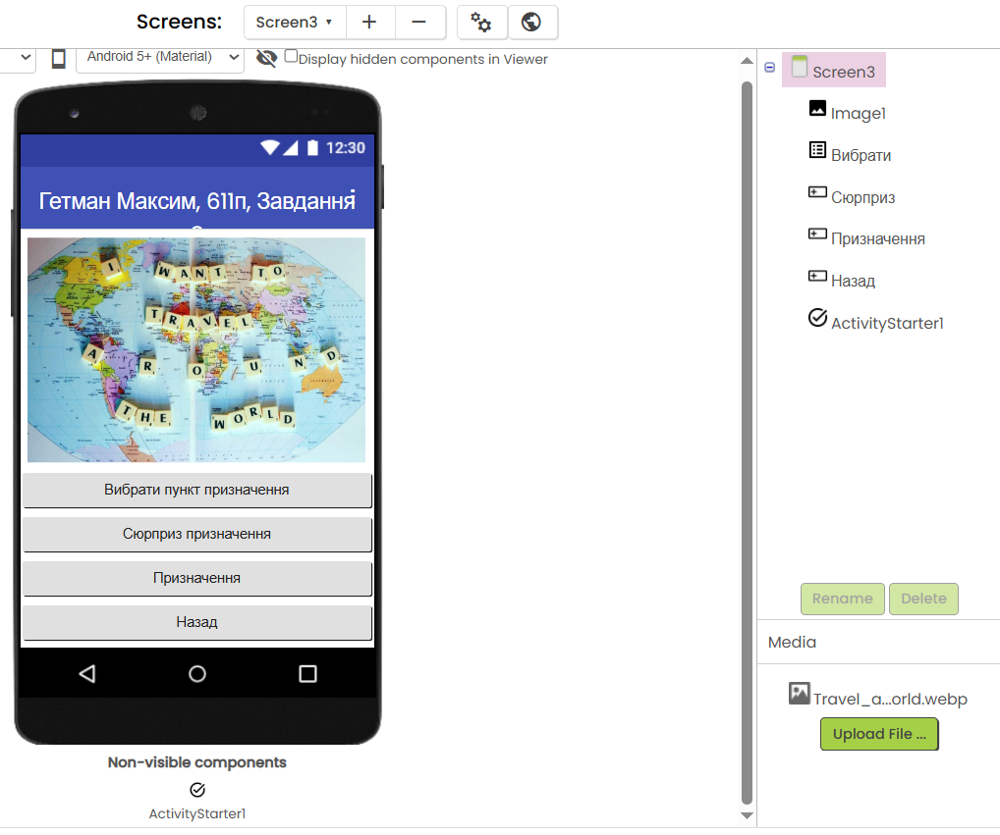 Screens:
Screen3
Android 5+ (Material)
Display hidden components in Viewer
12:30
Гетман Максим, 611п, Завдання
I WANT TO
TRAVEL
AROUND
THE WORLD
Вибрати пункт призначення
Сюрприз призначення
Призначення
Назад
Non-visible components
ActivityStarter1
Screen3
Image1
Вибрати
Сюрприз
Призначення
Назад
ActivityStarter1
Rename
Delete
Media
Travel_a...orld.webp
Upload File ...